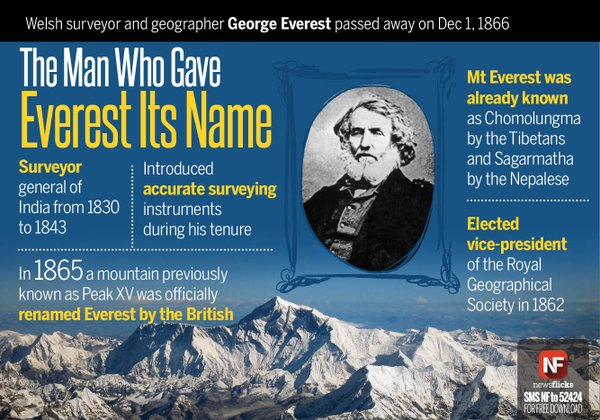 Welsh surveyor and geographer George Everest passed away on Dec 1, 1866
The Man Who Gave
Everest Its Name
Surveyor
general of
India from 1830
to 1843
Introduced
accurate surveying
instruments
during his tenure
In 1865 a mountain previously
known as Peak XV was officially
renamed Everest by the British
Mt Everest was
already known
as Chomolungma
by the Tibetans
and Sagarmatha
by the Nepalese
Elected
vice-president
of the Royal
Geographical
Society in 1862
NF
newsflicks
SMS NF to 52424
FOR FREE DOWNLOAD